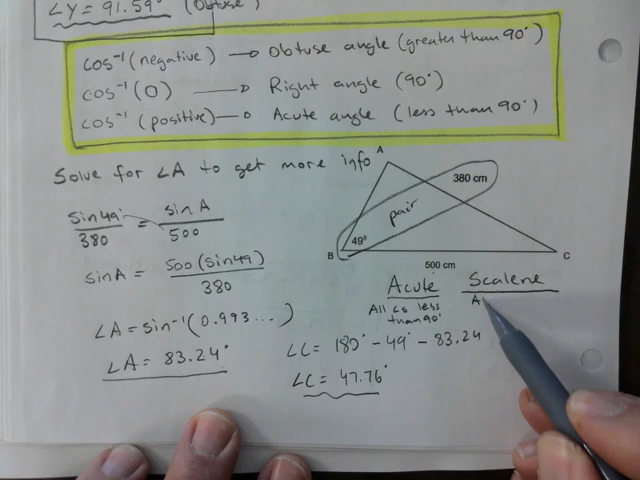 ∠Y = 91.59° (Obtuse)
cos⁻¹(negative) → Obtuse angle (greater than 90°)
cos⁻¹(0) → Right angle (90°)
cos⁻¹(positive) → Acute angle (less than 90°)
Solve for ∠A to get more info
A
380 cm
pair
49°
B
C
500 cm
sin49° / 380 = sin A / 500
sinA = 500(sin49) / 380
∠A = sin⁻¹(0.993...)
∠A = 83.24°
Acute Scalene
All ∠s less
than 90°
A
∠C = 180° - 49° - 83.24
∠C = 47.76°